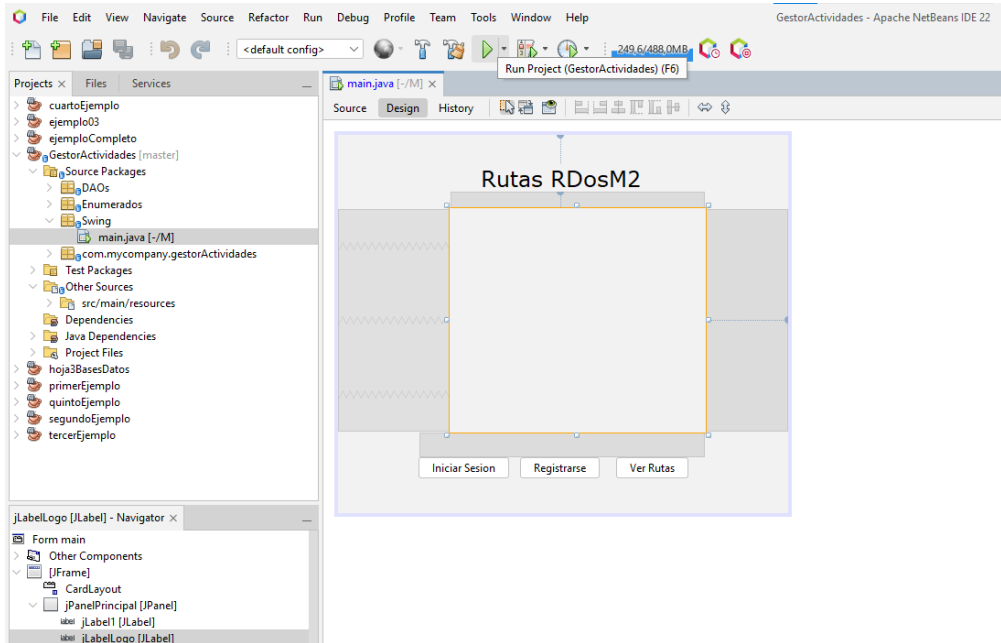 File Edit View Navigate Source Refactor Run Debug Profile Team Tools Window Help
GestorActividades - Apache NetBeans IDE 22
<default config>
249,6/488,0MB
Run Project (GestorActividades) (F6)
Projects Files Services
cuartoEjemplo
ejemplo03
ejemploCompleto
GestorActividades [master]
Source Packages
DAOs
Enumerados
Swing
main.java [-/M]
com.mycompany.gestorActividades
Test Packages
Other Sources
src/main/resources
Dependencies
Java Dependencies
Project Files
hoja3BasesDatos
primerEjemplo
quintoEjemplo
segundoEjemplo
tercerEjemplo
jLabelLogo [JLabel] - Navigator
Form main
Other Components
[JFrame]
CardLayout
jPanelPrincipal [JPanel]
label jLabel1 [JLabel]
label jLabelLogo [JLabel]
main.java [-/M]
Source Design History
Rutas RDosM2
Iniciar Sesion Registrarse Ver Rutas